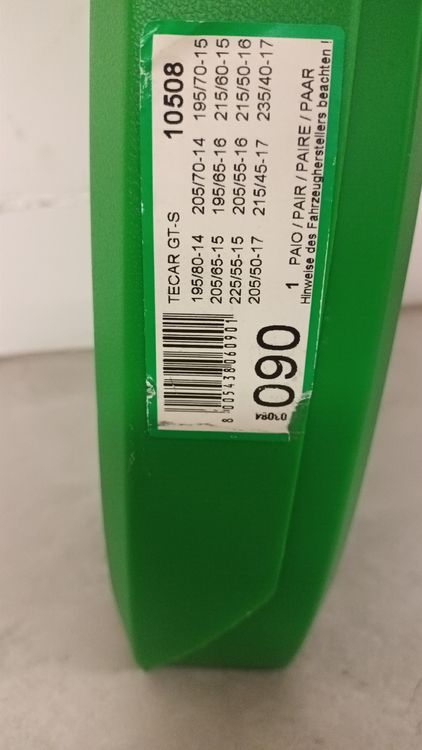 TECAR GT-S 10508
195/80-14 205/70-14 195/70-15
205/65-15 195/65-16 215/60-15
225/55-15 205/55-16 215/50-16
205/50-17 215/45-17 235/40-17
1 PAIO / PAIR / PAIRE / PAAR
Hinweise des Fahrzeugherstellers beachten !
8 005438 060901
090